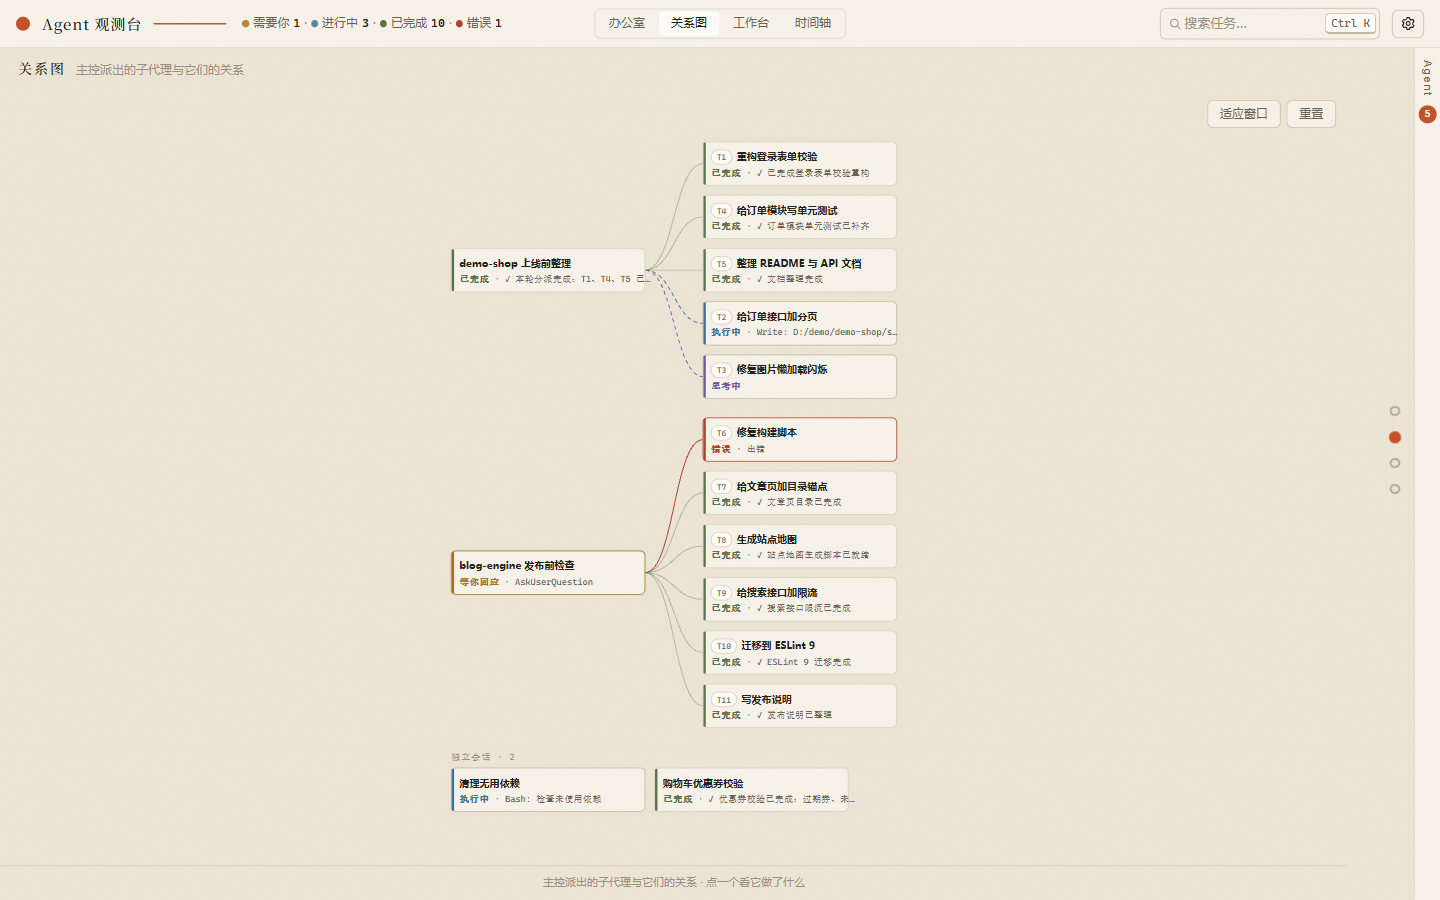 Agent 观测台
需要你 1 · 进行中 3 · 已完成 10 · 错误 1
办公室 关系图 工作台 时间轴
搜索任务... Ctrl K
关系图 主控派出的子代理与它们的关系
Agent
5
适应窗口 重置
T1 重构登录表单校验
已完成 · ✓ 已完成登录表单校验重构
T4 给订单模块写单元测试
已完成 · ✓ 订单模块单元测试已补齐
demo-shop 上线前整理
已完成 · ✓ 本轮分派完成: T1、T4、T5 已…
T5 整理 README 与 API 文档
已完成 · ✓ 文档整理完成
T2 给订单接口加分页
执行中 · Write: D:/demo/demo-shop/s…
T3 修复图片懒加载闪烁
思考中
T6 修复构建脚本
错误 · 出错
T7 给文章页加目录锚点
已完成 · ✓ 文章页目录已完成
T8 生成站点地图
已完成 · ✓ 站点地图生成脚本已就绪
blog-engine 发布前检查
等你回应 · AskUserQuestion
T9 给搜索接口加限流
已完成 · ✓ 搜索接口限流已完成
T10 迁移到 ESLint 9
已完成 · ✓ ESLint 9 迁移完成
T11 写发布说明
已完成 · ✓ 发布说明已整理
独立会话 · 2
清理无用依赖
执行中 · Bash: 检查未使用依赖
购物车优惠券校验
已完成 · ✓ 优惠券校验已完成: 过期券、未…
主控派出的子代理与它们的关系 · 点一个看它做了什么